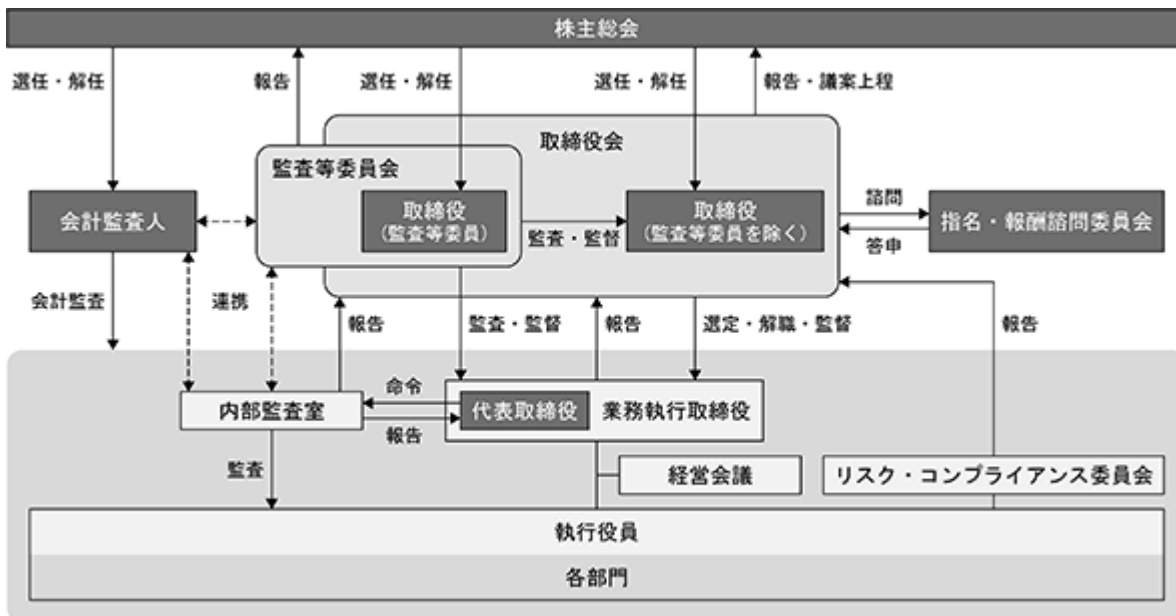 株主総会
選任・解任
報告
選任・解任
選任・解任
報告・議案上程
取締役会
監査等委員会
会計監査人
取締役
(監査等委員)
監査・監督
取締役
(監査等委員を除く)
諮問
答申
指名・報酬諮問委員会
会計監査
連携
報告
監査・監督
報告
選定・解職・監督
報告
内部監査室
命令
報告
代表取締役
業務執行取締役
監査
経営会議
リスク・コンプライアンス委員会
執行役員
各部門